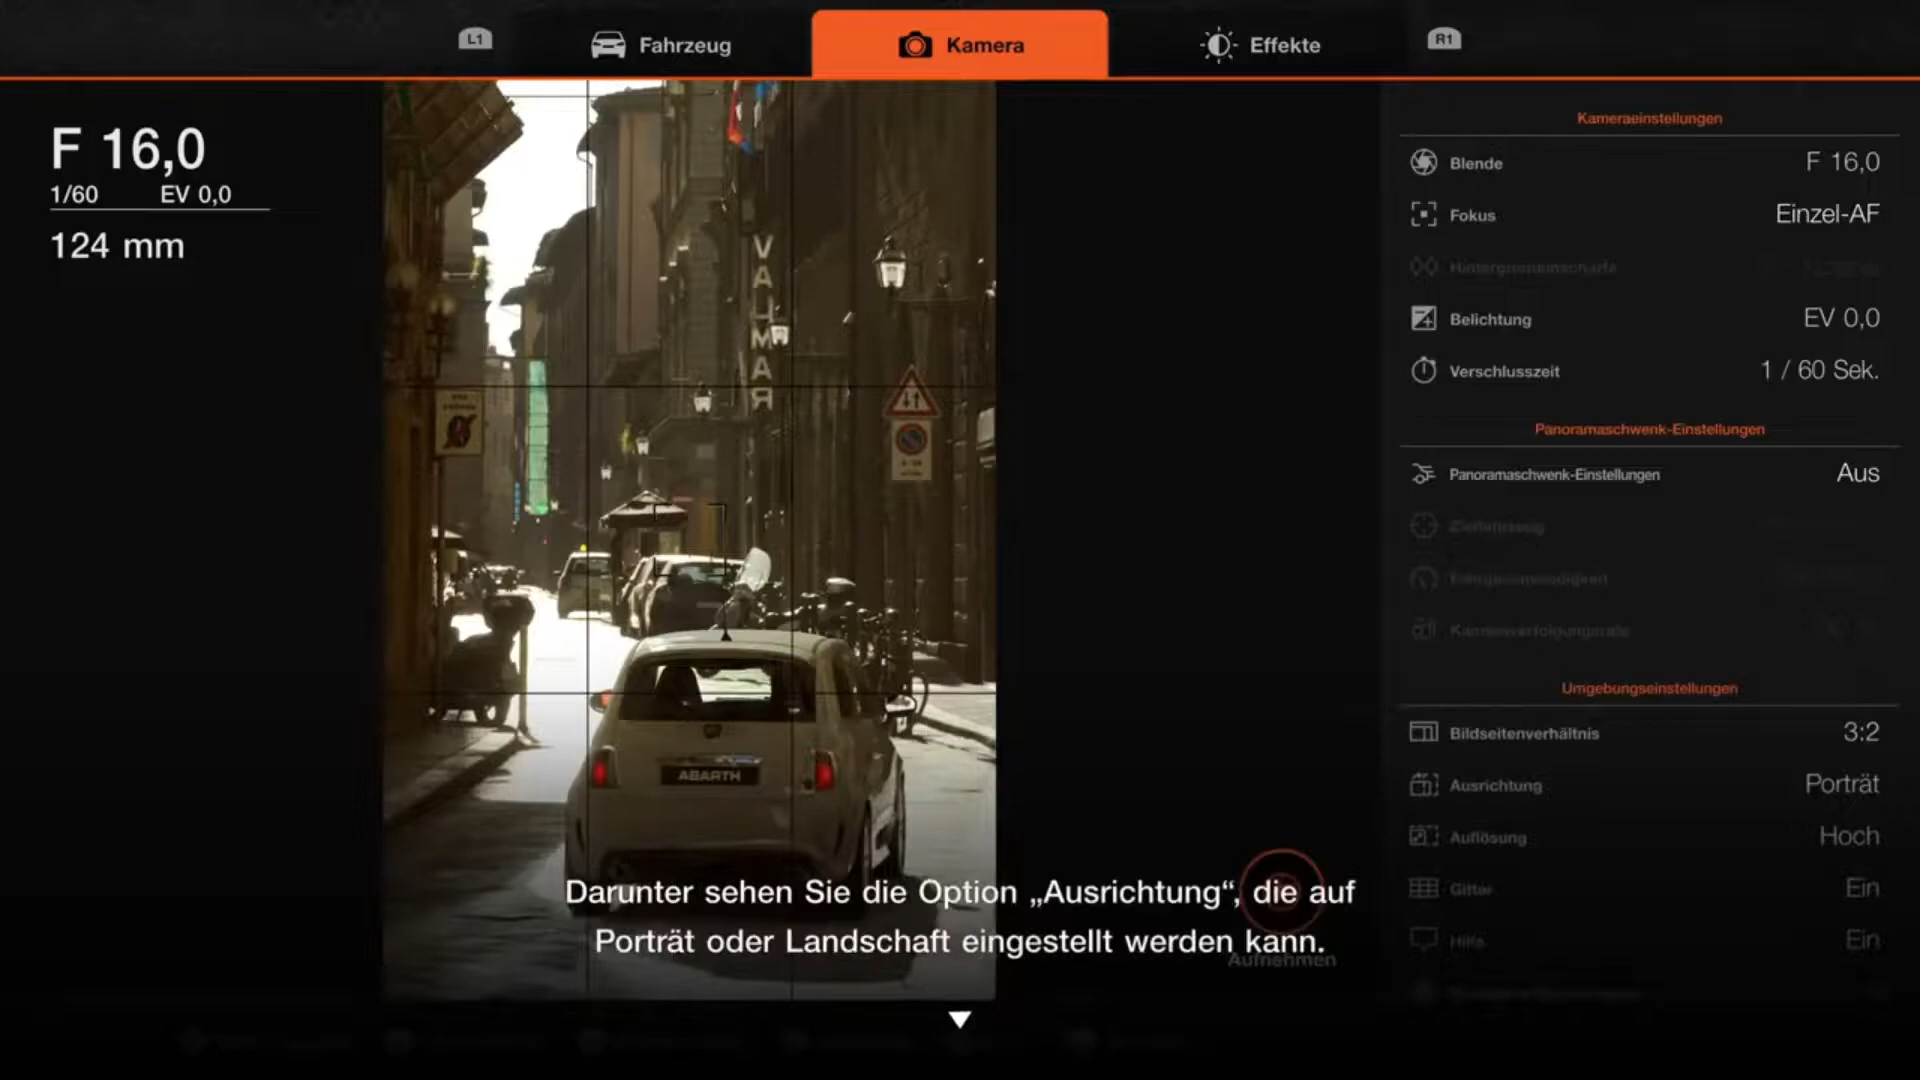 L1
Fahrzeug
Kamera
Effekte
R1
F 16,0
1/60 EV 0,0
124 mm
VALMAR
ABARTH
Kameraeinstellungen
Blende F 16,0
Fokus Einzel-AF
Hintergrundunschärfe
Belichtung EV 0,0
Verschlusszeit 1 / 60 Sek.
Panoramaschwenk-Einstellungen
Panoramaschwenk-Einstellungen Aus
Umgebungseinstellungen
Bildseitenverhältnis 3:2
Ausrichtung Porträt
Auflösung Hoch
Gitter Ein
Hilfe Ein
Darunter sehen Sie die Option „Ausrichtung“, die auf
Porträt oder Landschaft eingestellt werden kann.
Aufnehmen